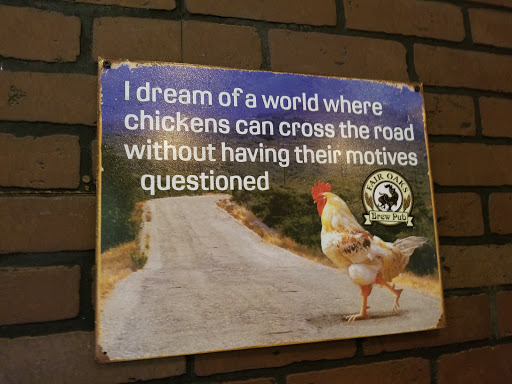 I dream of a world where
chickens can cross the road
without having their motives
questioned
FAIR OAKS
Brew Pub